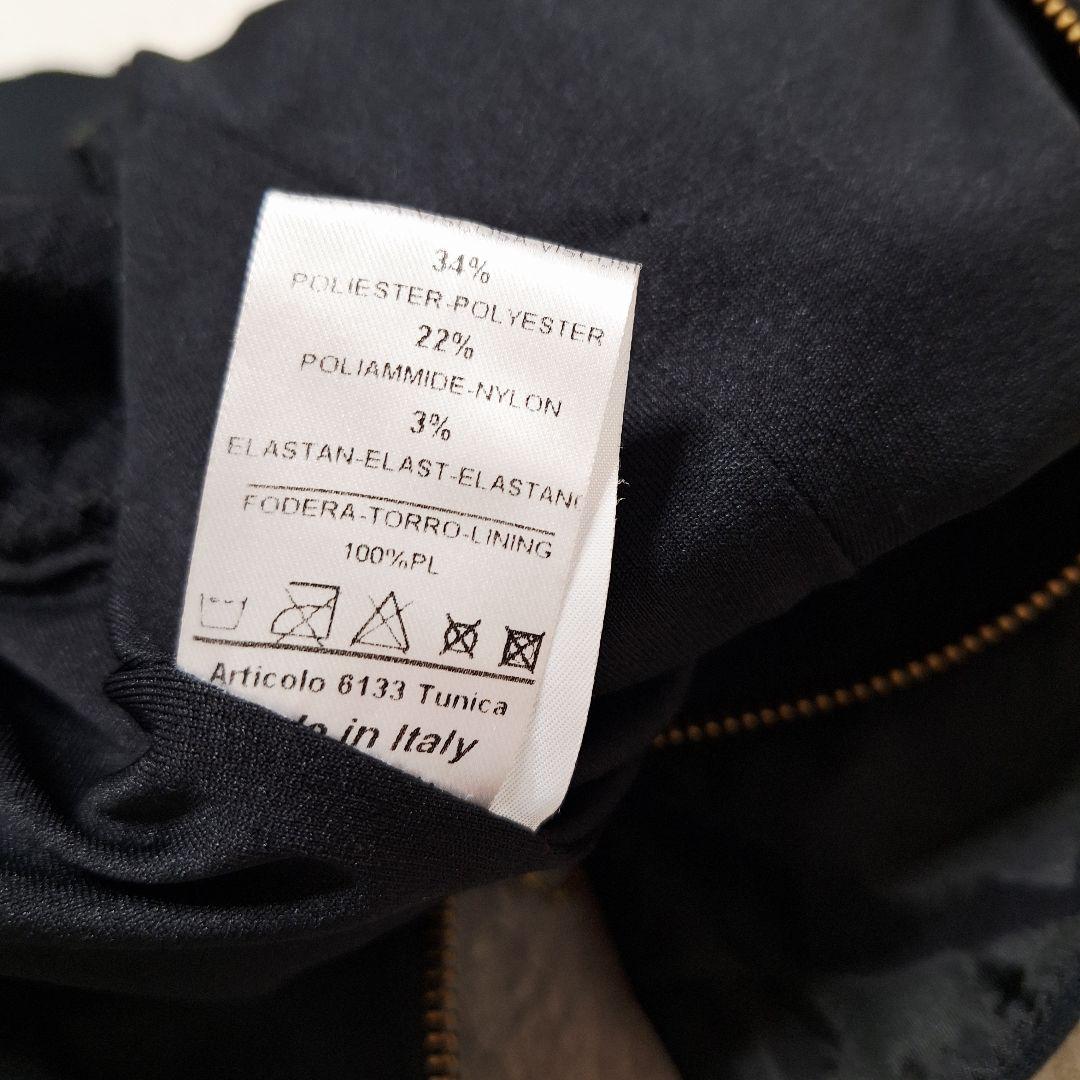 34%
POLIESTER-POLYESTER
22%
POLIAMMIDE-NYLON
3%
ELASTAN-ELAST-ELASTAN
FODERA-TORRO-LINING
100%PL
Articolo 6133 Tunica
in Italy